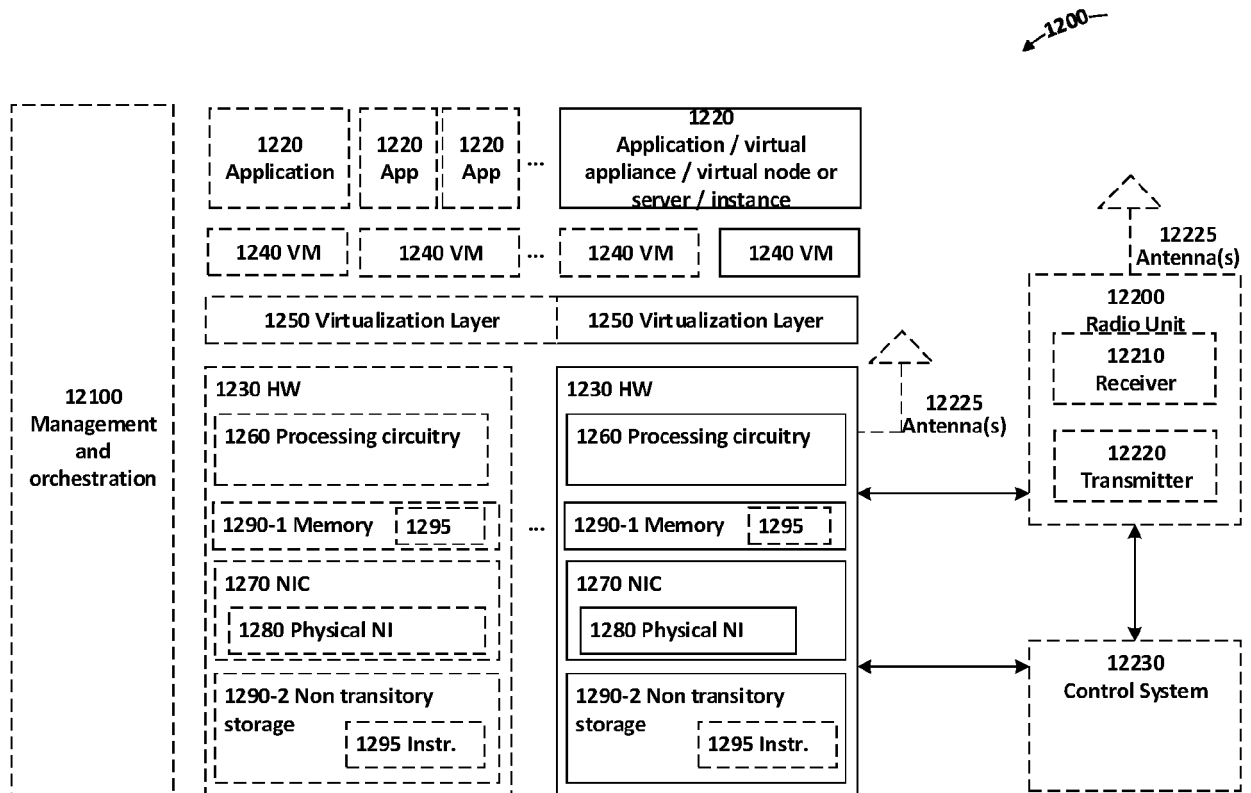 1200
12100
Management
and
orchestration
1220
Application
1220
App
1220
App
...
1220
Application / virtual
appliance / virtual node or
server / instance
1240 VM
1240 VM
...
1240 VM
1240 VM
1250 Virtualization Layer
1250 Virtualization Layer
1230 HW
1260 Processing circuitry
1290-1 Memory
1295
1270 NIC
1280 Physical NI
1290-2 Non transitory
storage
1295 Instr.
...
1230 HW
1260 Processing circuitry
1290-1 Memory
1295
1270 NIC
1280 Physical NI
1290-2 Non transitory
storage
1295 Instr.
12225
Antenna(s)
12225
Antenna(s)
12200
Radio Unit
12210
Receiver
12220
Transmitter
12230
Control System